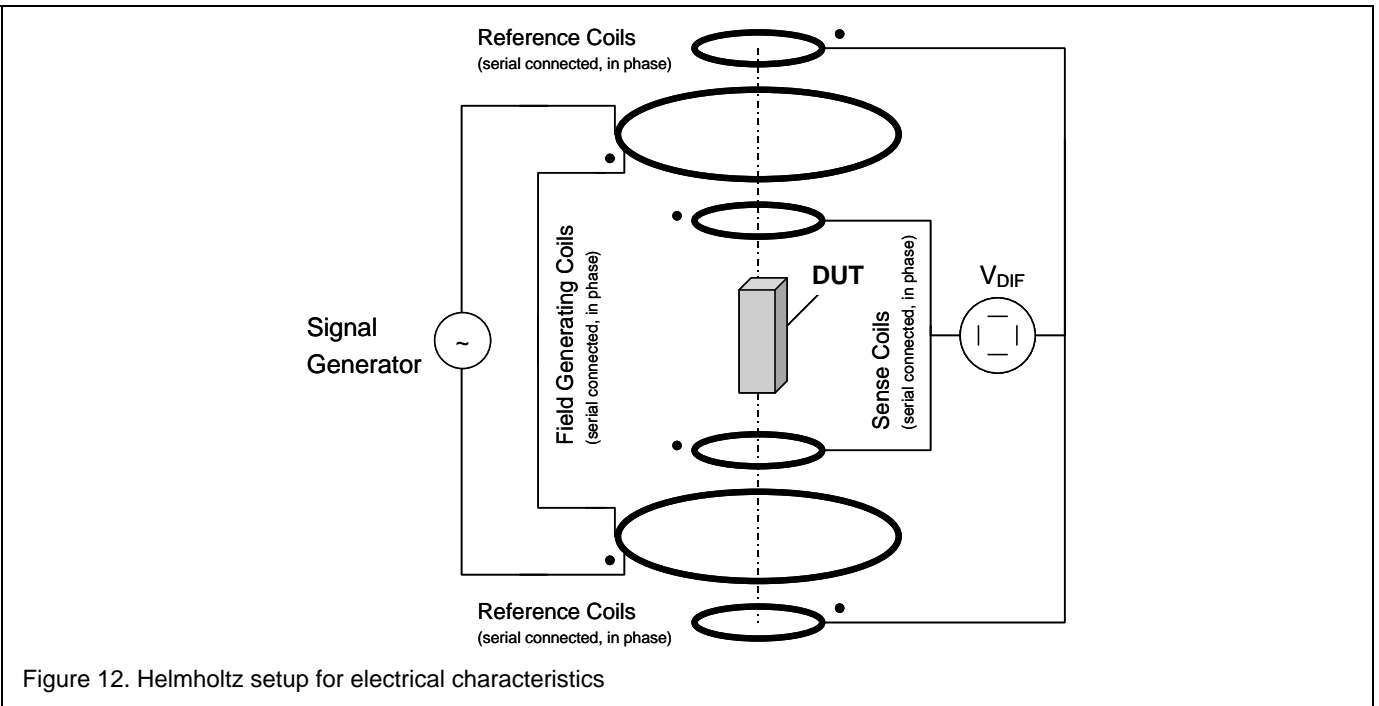 Reference Coils
(serial connected, in phase)
Field Generating Coils
(serial connected, in phase)
DUT
Sense Coils
(serial connected, in phase)
VDIF
Signal
Generator
~
Reference Coils
(serial connected, in phase)
Figure 12. Helmholtz setup for electrical characteristics